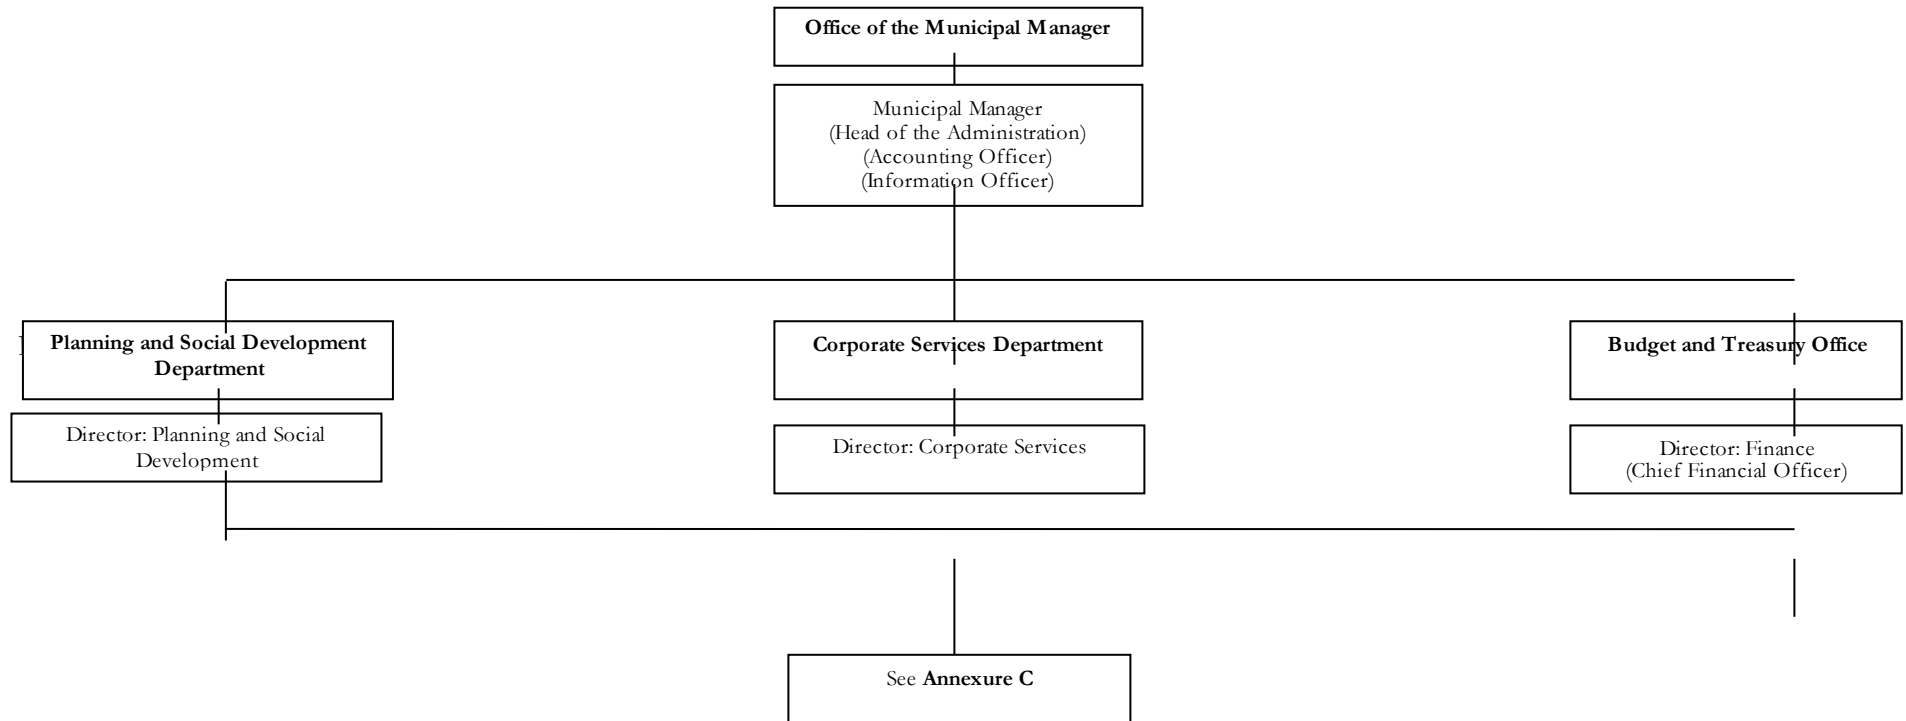 Office of the Municipal Manager
Municipal Manager
(Head of the Administration)
(Accounting Officer)
(Information Officer)
Planning and Social Development
Department
Corporate Services Department
Budget and Treasury Office
Director: Planning and Social
Development
Director: Corporate Services
Director: Finance
(Chief Financial Officer)
See Annexure C